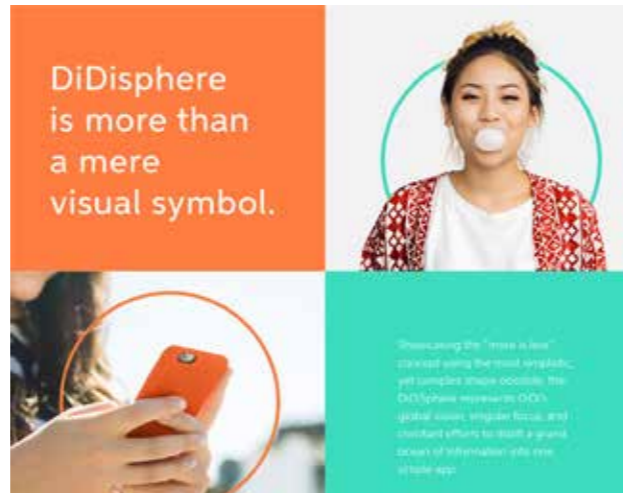 DiDisphere
is more than
a mere
visual symbol.
Showcasing the "more is less"
concept using the most simplistic,
yet complex shape possible, the
DiDiSphere represents DiDi's
global vision, singular focus, and
constant efforts to distill a grand
ocean of information into one
simple app.